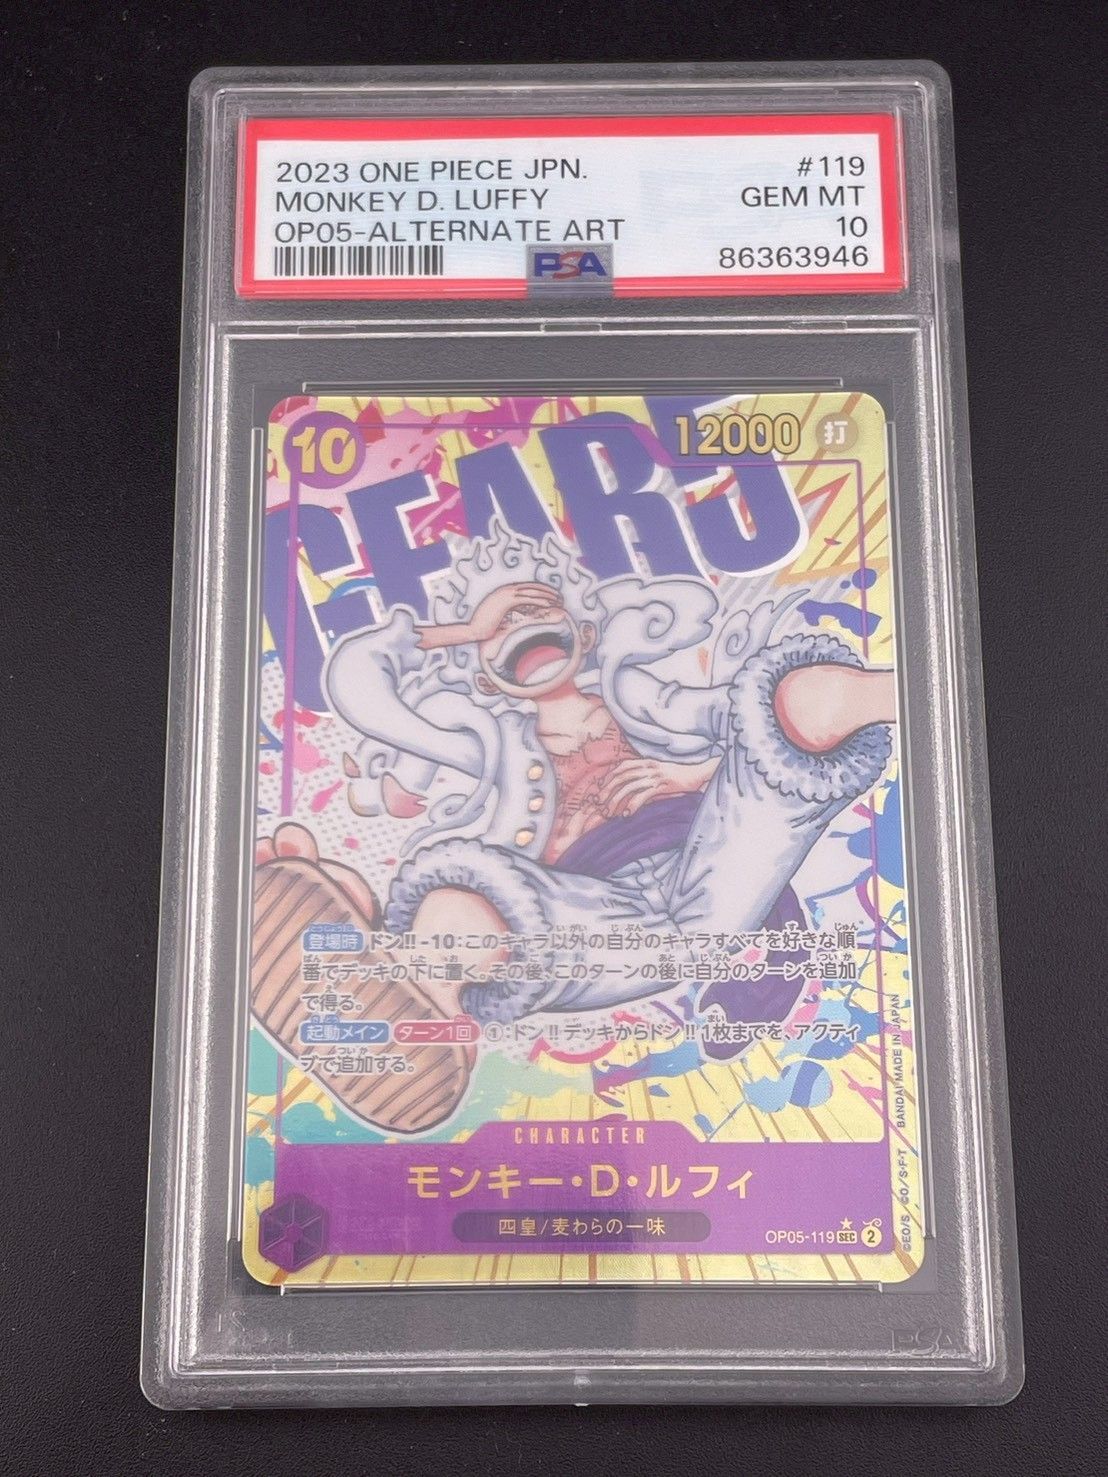 2023 ONE PIECE JPN. #119
MONKEY D. LUFFY GEM MT
OP05-ALTERNATE ART 10
PSA 86363946
10 12000 打
GEAR5
登場時 ドン!!-10:このキャラ以外の自分のキャラすべてを好きな順
番でデッキの下に置く。その後、このターンの後に自分のターンを追加
で得る。
起動メイン ターン1回 ①:ドン!!デッキからドン!!1枚までを、アクティ
ブで追加する。
CHARACTER
モンキー・D・ルフィ
四皇/麦わらの一味
OP05-119 SEC 2
©EO/S ©O/S・F・T BANDAI MADE IN JAPAN
PSA